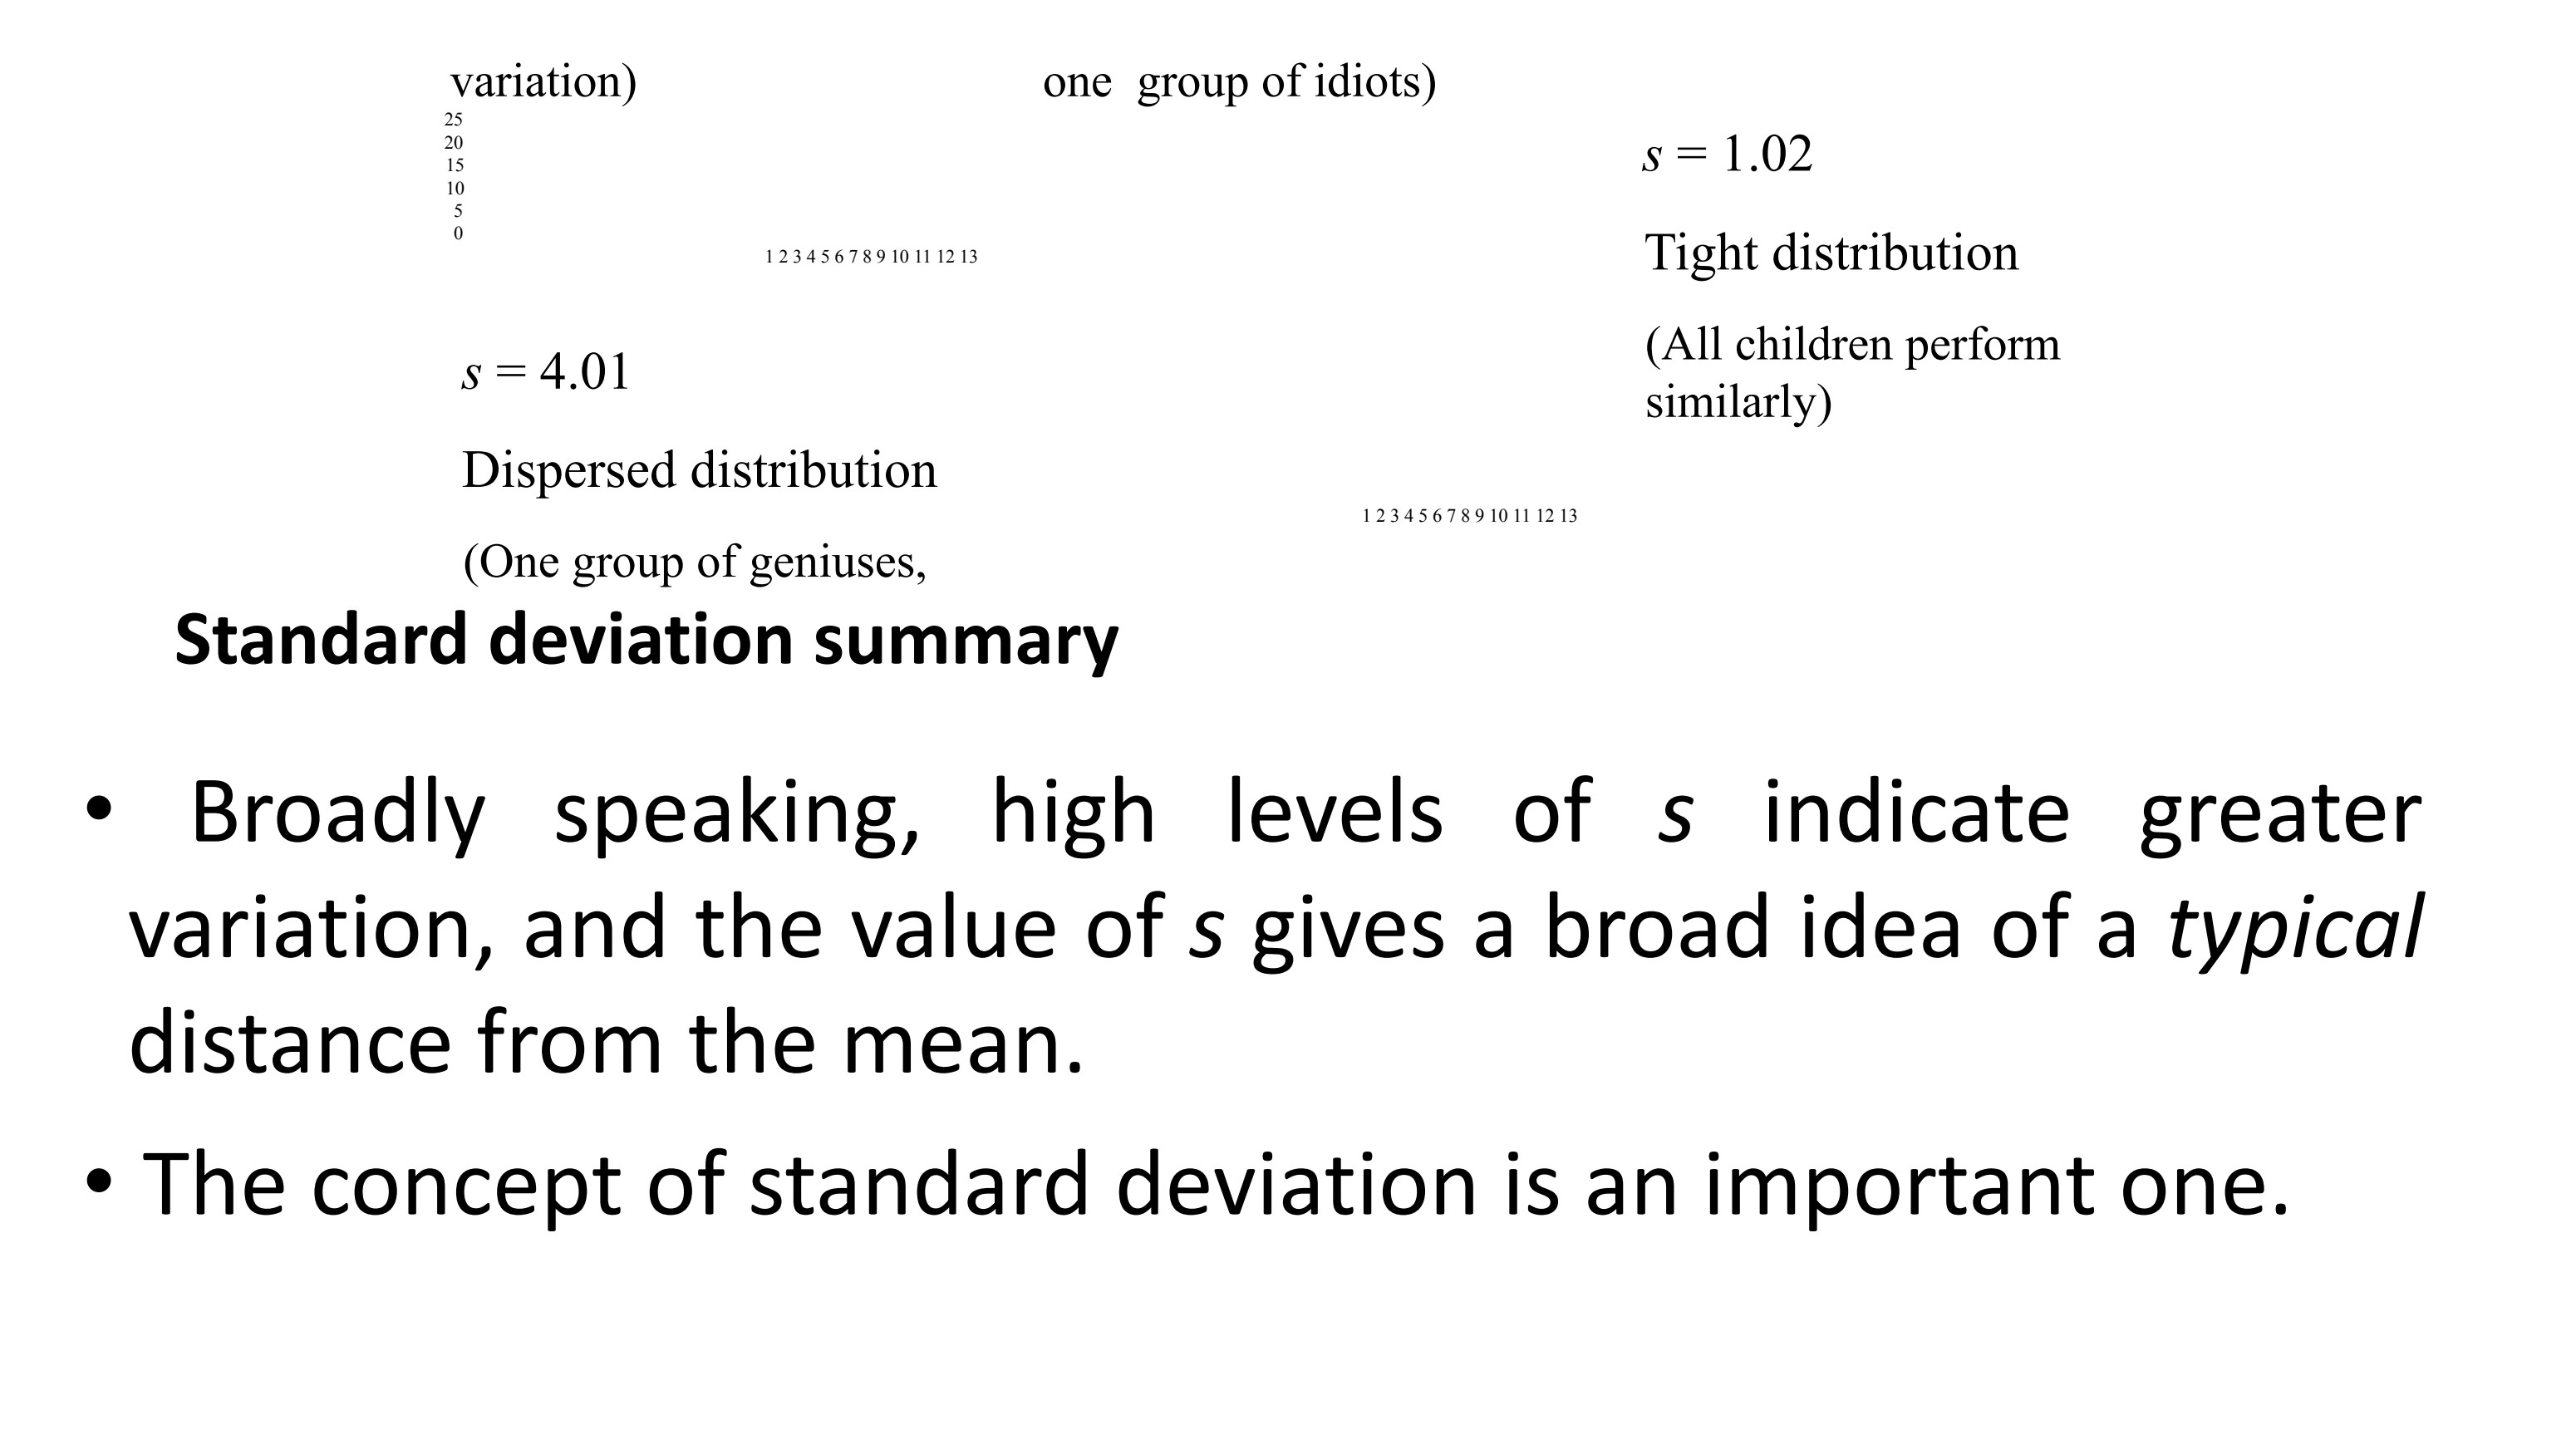 variation)
one  group of idiots)
25
20
15
10
5
0
1 2 3 4 5 6 7 8 9 10 11 12 13
s = 1.02
Tight distribution
(All children perform
similarly)
s = 4.01
Dispersed distribution
(One group of geniuses,
1 2 3 4 5 6 7 8 9 10 11 12 13
Standard deviation summary
• Broadly speaking, high levels of s indicate greater
variation, and the value of s gives a broad idea of a typical
distance from the mean.
• The concept of standard deviation is an important one.